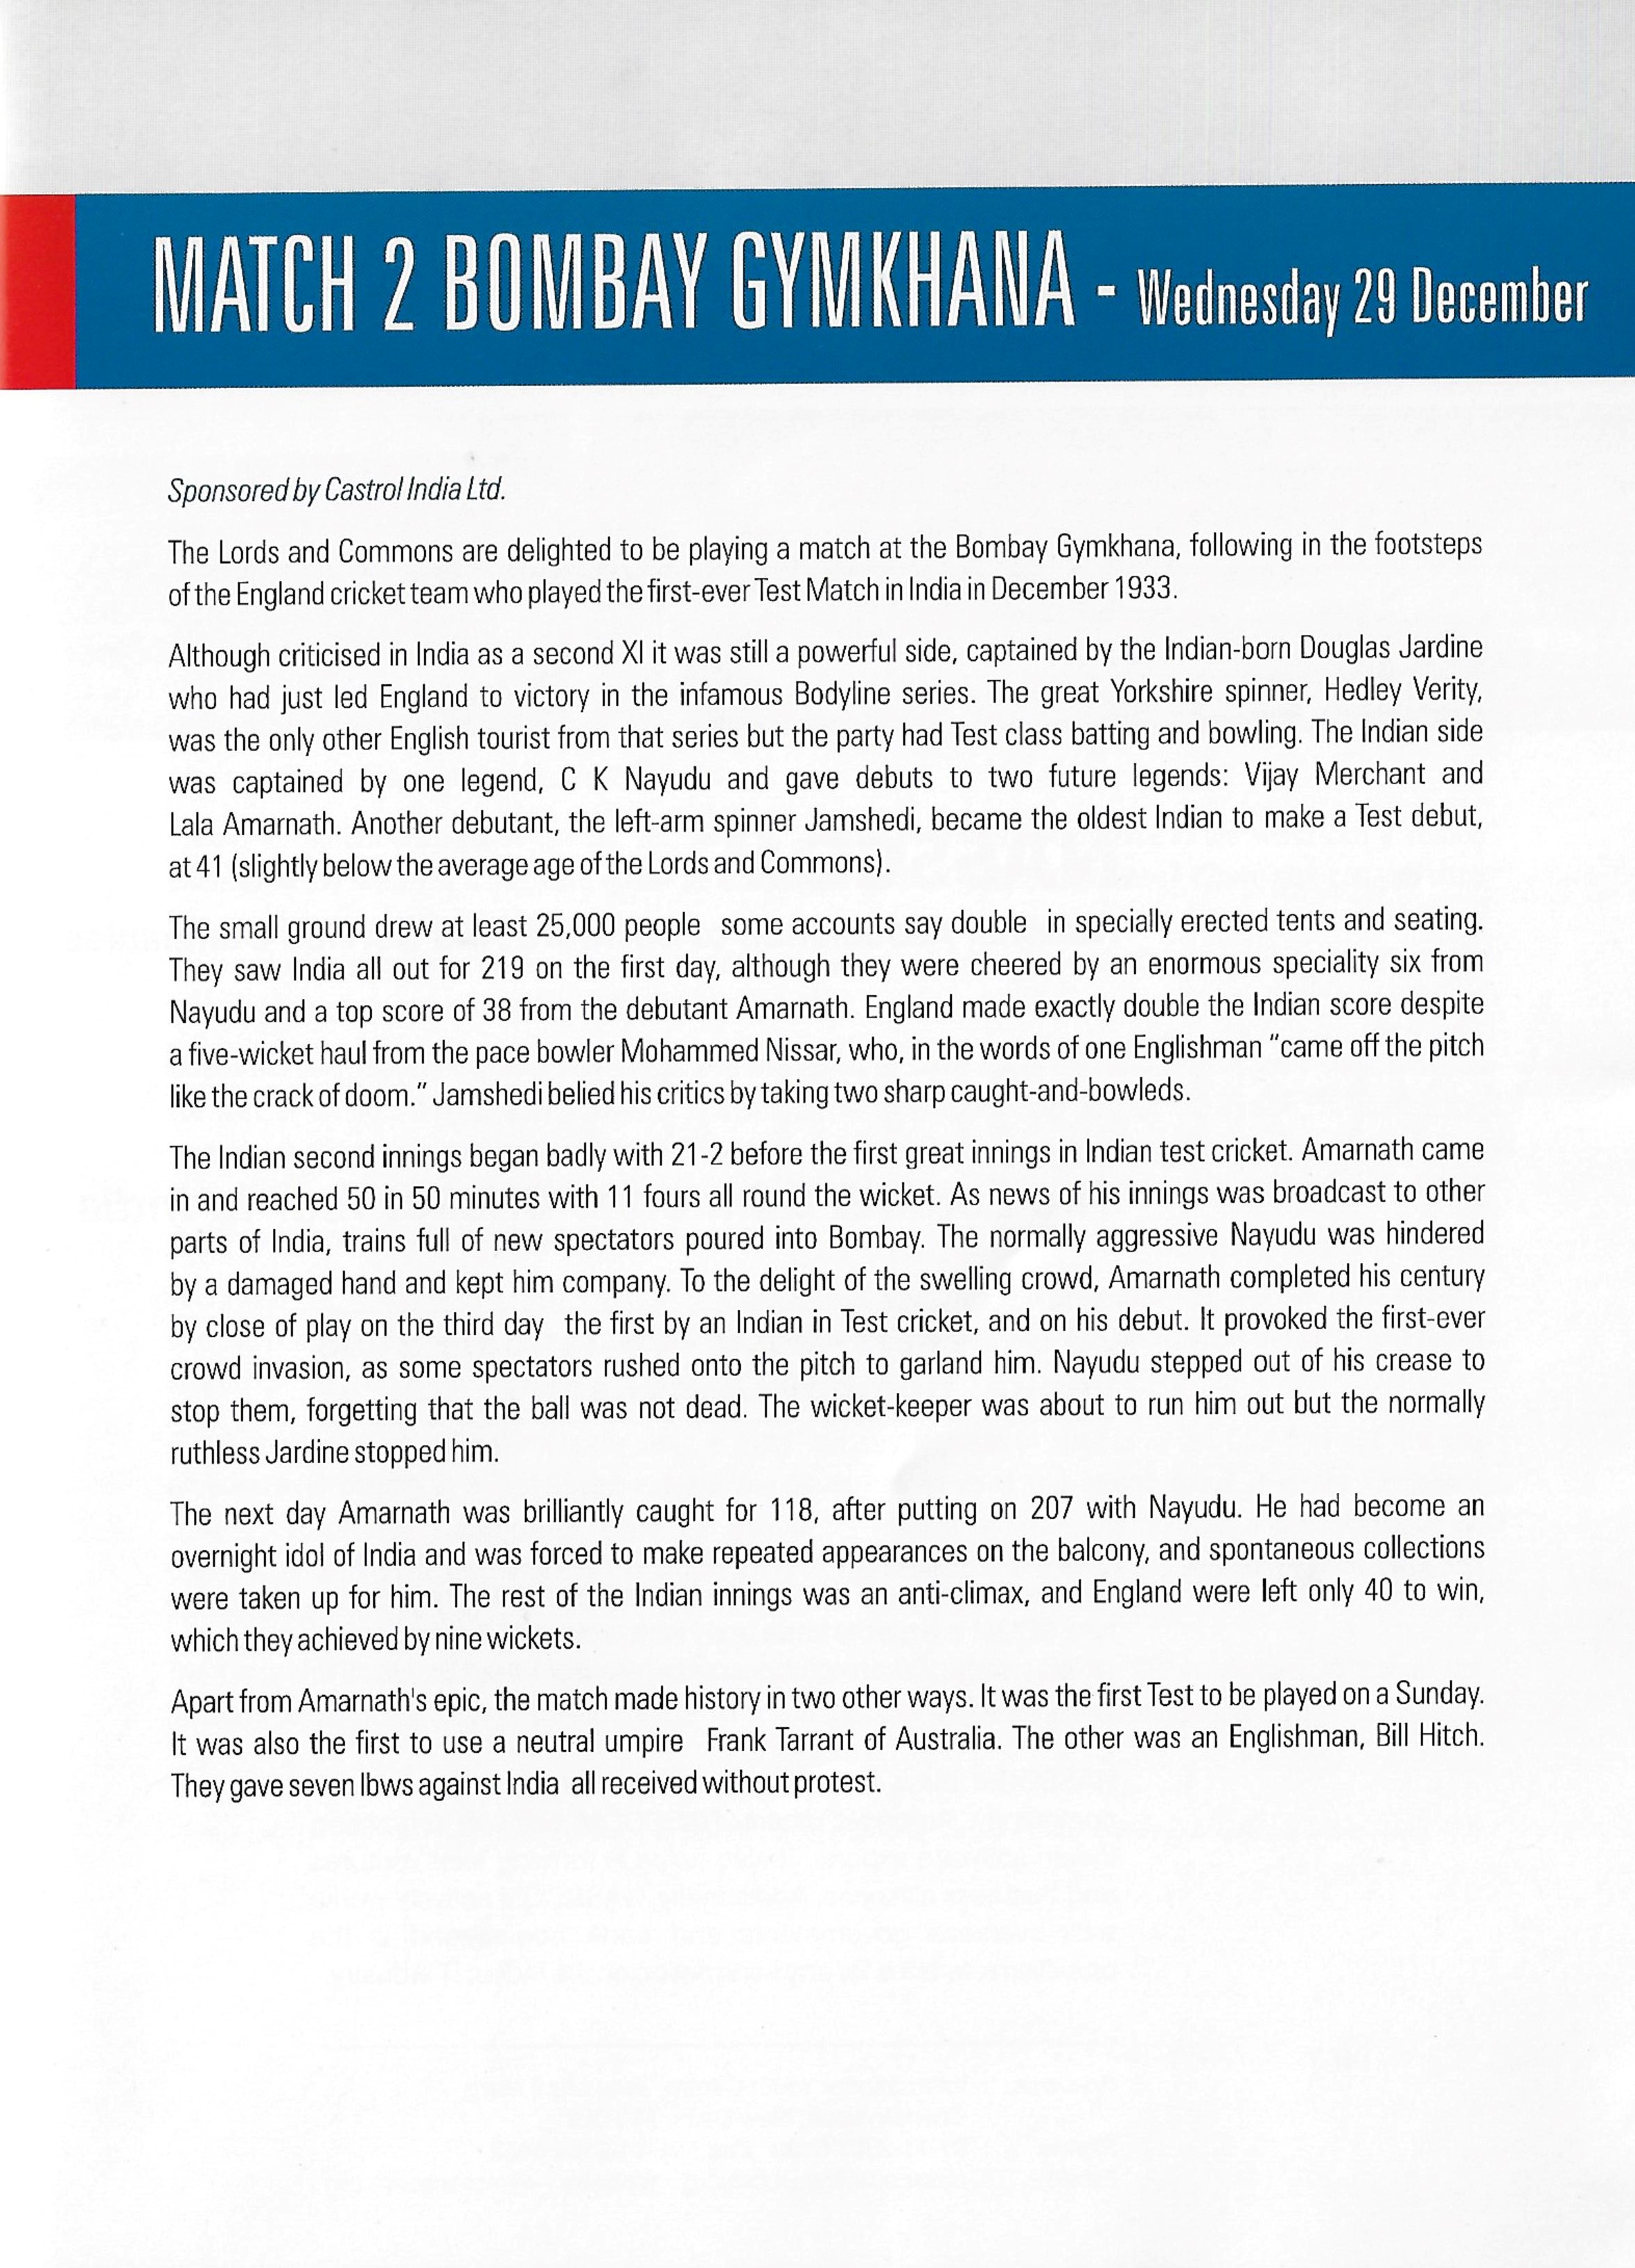 MATCH 2 BOMBAY GYMKHANA - Wednesday 29 December
Sponsored by Castrol India Ltd.
The Lords and Commons are delighted to be playing a match at the Bombay Gymkhana, following in the footsteps
of the England cricket team who played the first-ever Test Match in India in December 1933.
Although criticised in India as a second XI it was still a powerful side, captained by the Indian-born Douglas Jardine
who had just led England to victory in the infamous Bodyline series. The great Yorkshire spinner, Hedley Verity,
was the only other English tourist from that series but the party had Test class batting and bowling. The Indian side
was captained by one legend, C K Nayudu and gave debuts to two future legends: Vijay Merchant and
Lala Amarnath. Another debutant, the left-arm spinner Jamshedi, became the oldest Indian to make a Test debut,
at 41 (slightly below the average age of the Lords and Commons).
The small ground drew at least 25,000 people some accounts say double in specially erected tents and seating.
They saw India all out for 219 on the first day, although they were cheered by an enormous speciality six from
Nayudu and a top score of 38 from the debutant Amarnath. England made exactly double the Indian score despite
a five-wicket haul from the pace bowler Mohammed Nissar, who, in the words of one Englishman "came off the pitch
like the crack of doom." Jamshedi belied his critics by taking two sharp caught-and-bowleds.
The Indian second innings began badly with 21-2 before the first great innings in Indian test cricket. Amarnath came
in and reached 50 in 50 minutes with 11 fours all round the wicket. As news of his innings was broadcast to other
parts of India, trains full of new spectators poured into Bombay. The normally aggressive Nayudu was hindered
by a damaged hand and kept him company. To the delight of the swelling crowd, Amarnath completed his century
by close of play on the third day the first by an Indian in Test cricket, and on his debut. It provoked the first-ever
crowd invasion, as some spectators rushed onto the pitch to garland him. Nayudu stepped out of his crease to
stop them, forgetting that the ball was not dead. The wicket-keeper was about to run him out but the normally
ruthless Jardine stopped him.
The next day Amarnath was brilliantly caught for 118, after putting on 207 with Nayudu. He had become an
overnight idol of India and was forced to make repeated appearances on the balcony, and spontaneous collections
were taken up for him. The rest of the Indian innings was an anti-climax, and England were left only 40 to win,
which they achieved by nine wickets.
Apart from Amarnath's epic, the match made history in two other ways. It was the first Test to be played on a Sunday.
It was also the first to use a neutral umpire Frank Tarrant of Australia. The other was an Englishman, Bill Hitch.
They gave seven lbws against India all received without protest.